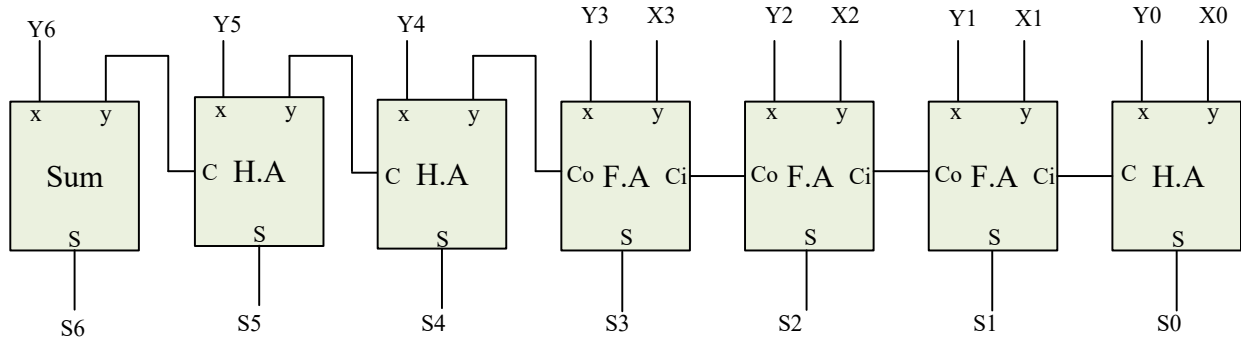 Y6 Y5 Y4 Y3 X3 Y2 X2 Y1 X1 Y0 X0
x y x y x y x y x y x y x y
Sum C H.A C H.A Co F.A Ci Co F.A Ci Co F.A Ci C H.A
S S S S S S S
S6 S5 S4 S3 S2 S1 S0